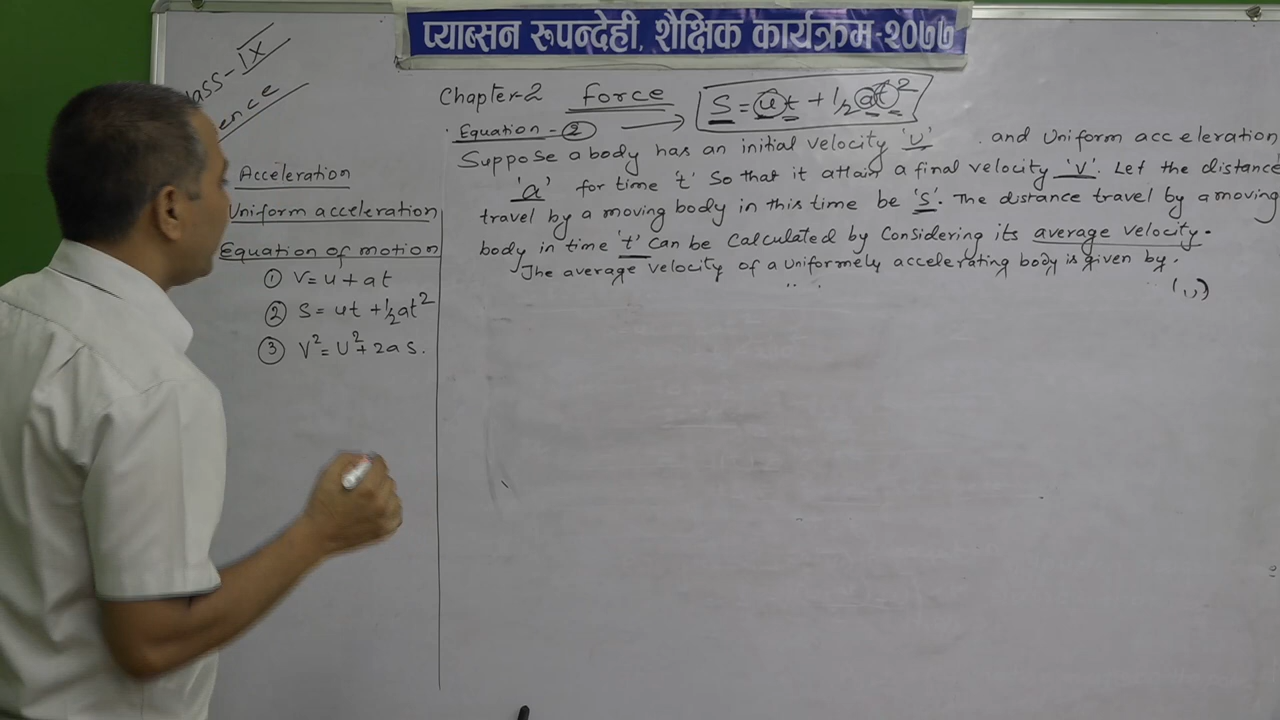 प्याब्सन रुपन्देही, शैक्षिक कार्यक्रम-२०७७
IX
Chapter-2 Force S = ut + 1/2 at²
Equation - ②
Suppose a body has an initial velocity 'u' and Uniform acceleration
'a' for time 't' So that it attain a final velocity 'v'. Let the distance
travel by a moving body in this time be 's'. The distance travel by a moving
body in time 't' can be calculated by considering its average velocity.
The average velocity of a uniformely accelerating body is given by.
Acceleration
Uniform acceleration
Equation of motion
① V = u + at
② S = ut + 1/2 at²
③ V² = U² + 2as.